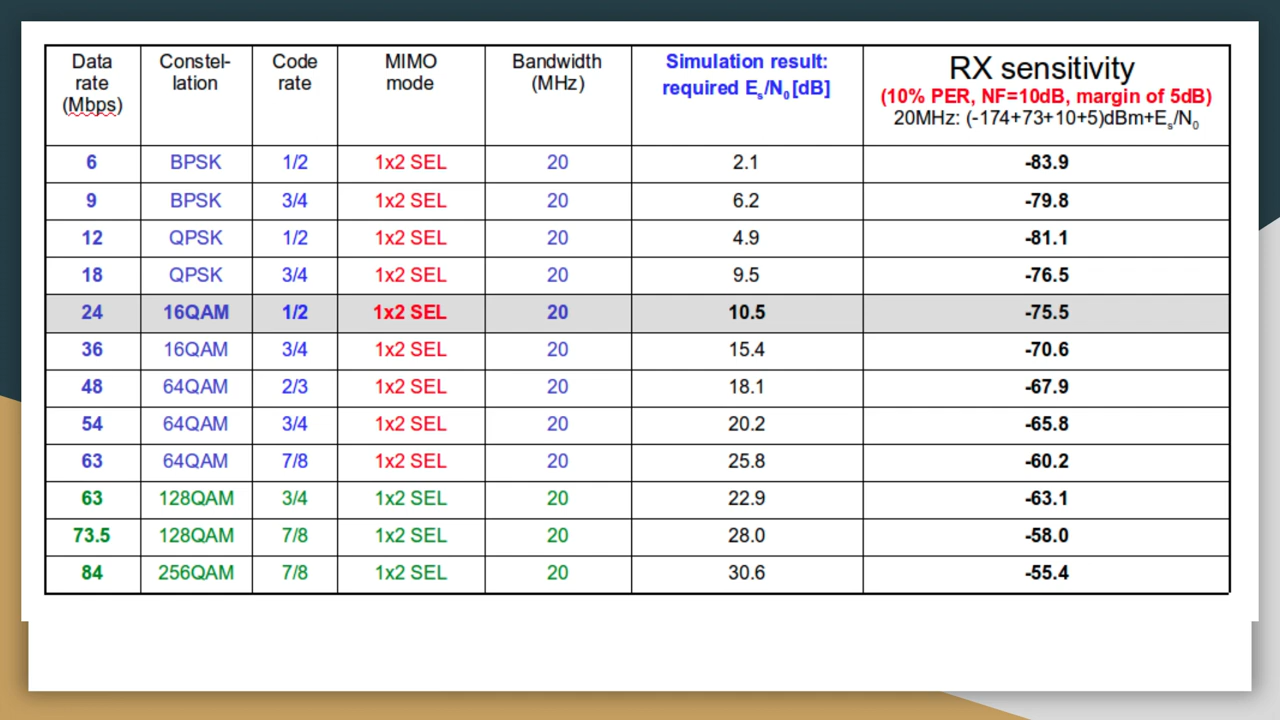 Data rate (Mbps) Constel-lation Code rate MIMO mode Bandwidth (MHz) Simulation result: required Es/N0[dB] RX sensitivity (10% PER, NF=10dB, margin of 5dB) 20MHz: (-174+73+10+5)dBm+Es/N0
6 BPSK 1/2 1x2 SEL 20 2.1 -83.9
9 BPSK 3/4 1x2 SEL 20 6.2 -79.8
12 QPSK 1/2 1x2 SEL 20 4.9 -81.1
18 QPSK 3/4 1x2 SEL 20 9.5 -76.5
24 16QAM 1/2 1x2 SEL 20 10.5 -75.5
36 16QAM 3/4 1x2 SEL 20 15.4 -70.6
48 64QAM 2/3 1x2 SEL 20 18.1 -67.9
54 64QAM 3/4 1x2 SEL 20 20.2 -65.8
63 64QAM 7/8 1x2 SEL 20 25.8 -60.2
63 128QAM 3/4 1x2 SEL 20 22.9 -63.1
73.5 128QAM 7/8 1x2 SEL 20 28.0 -58.0
84 256QAM 7/8 1x2 SEL 20 30.6 -55.4